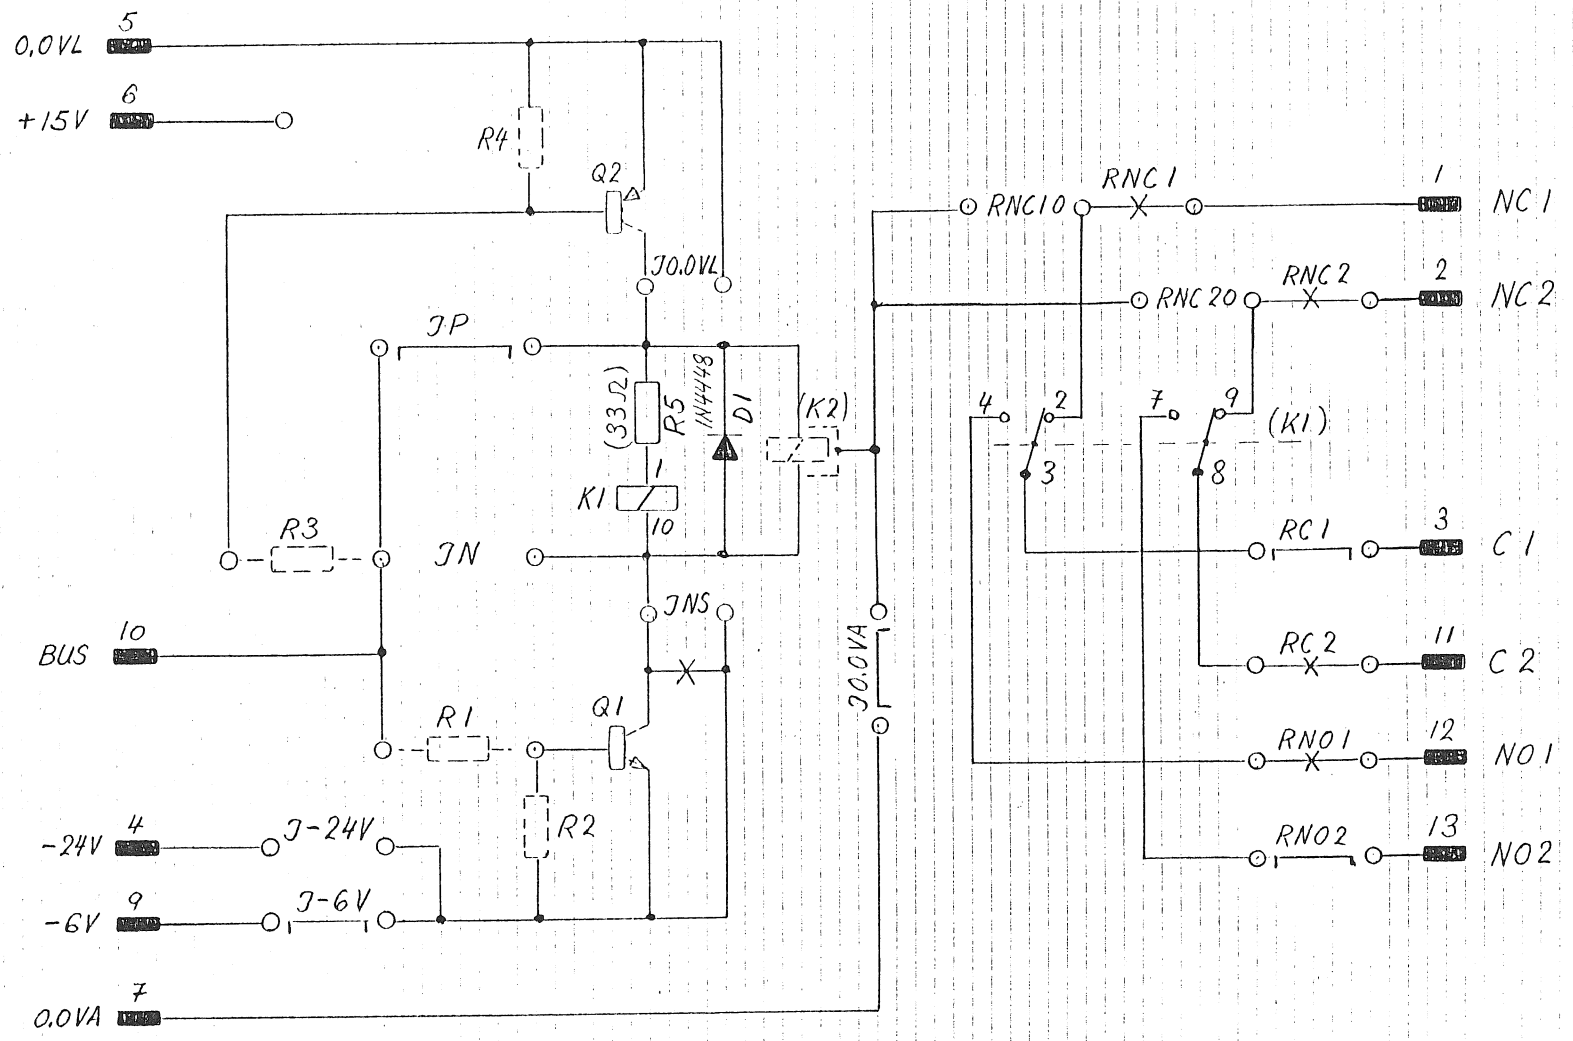 5
0,0VL
6
+15V
R4
Q2
J0.0VL
JP
(33Ω)
R5
1N4448
D1
(K2)
1
K1
10
R3
JN
10
BUS
JNS
J0.0VA
R1
Q1
R2
4
-24V
J-24V
9
-6V
J-6V
7
0.0VA
RNC10
RNC1
1
NC1
RNC20
RNC2
2
NC2
4
2
3
7
9
8
(K1)
RC1
3
C1
RC2
11
C2
RNO1
12
NO1
RNO2
13
NO2